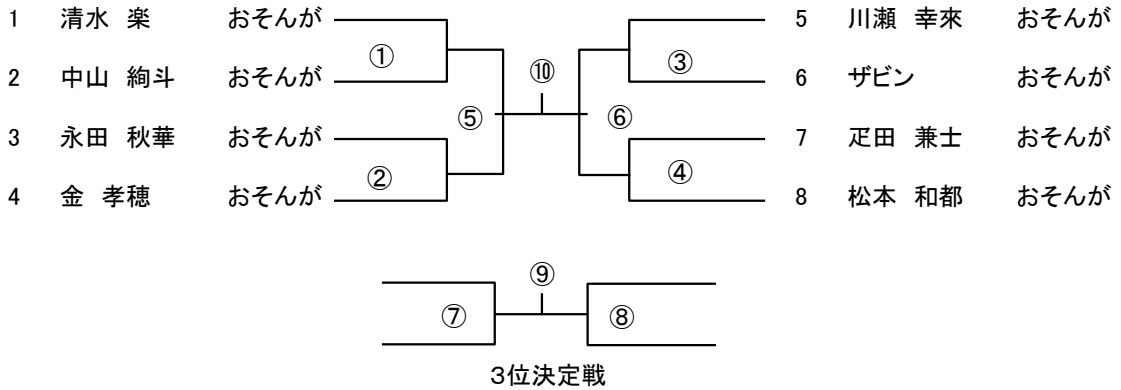 1 清水 楽 おそんが
2 中山 絢斗 おそんが
3 永田 秋華 おそんが
4 金 孝穂 おそんが
① ② ⑤ ⑩ ⑥ ③ ④
5 川瀬 幸來 おそんが
6 ザビン おそんが
7 疋田 兼士 おそんが
8 松本 和都 おそんが
⑨
⑦ ⑧
3位決定戦